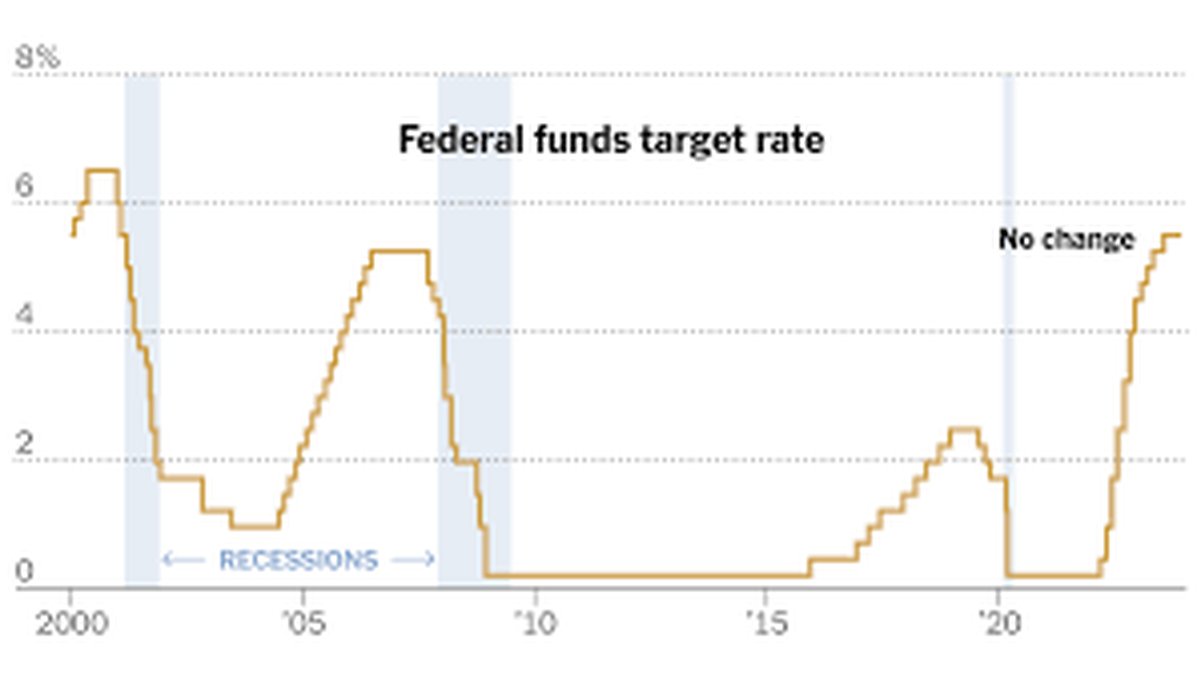 8%
Federal funds target rate
6
No change
4
2
← RECESSIONS →
0
2000 '05 '10 '15 '20